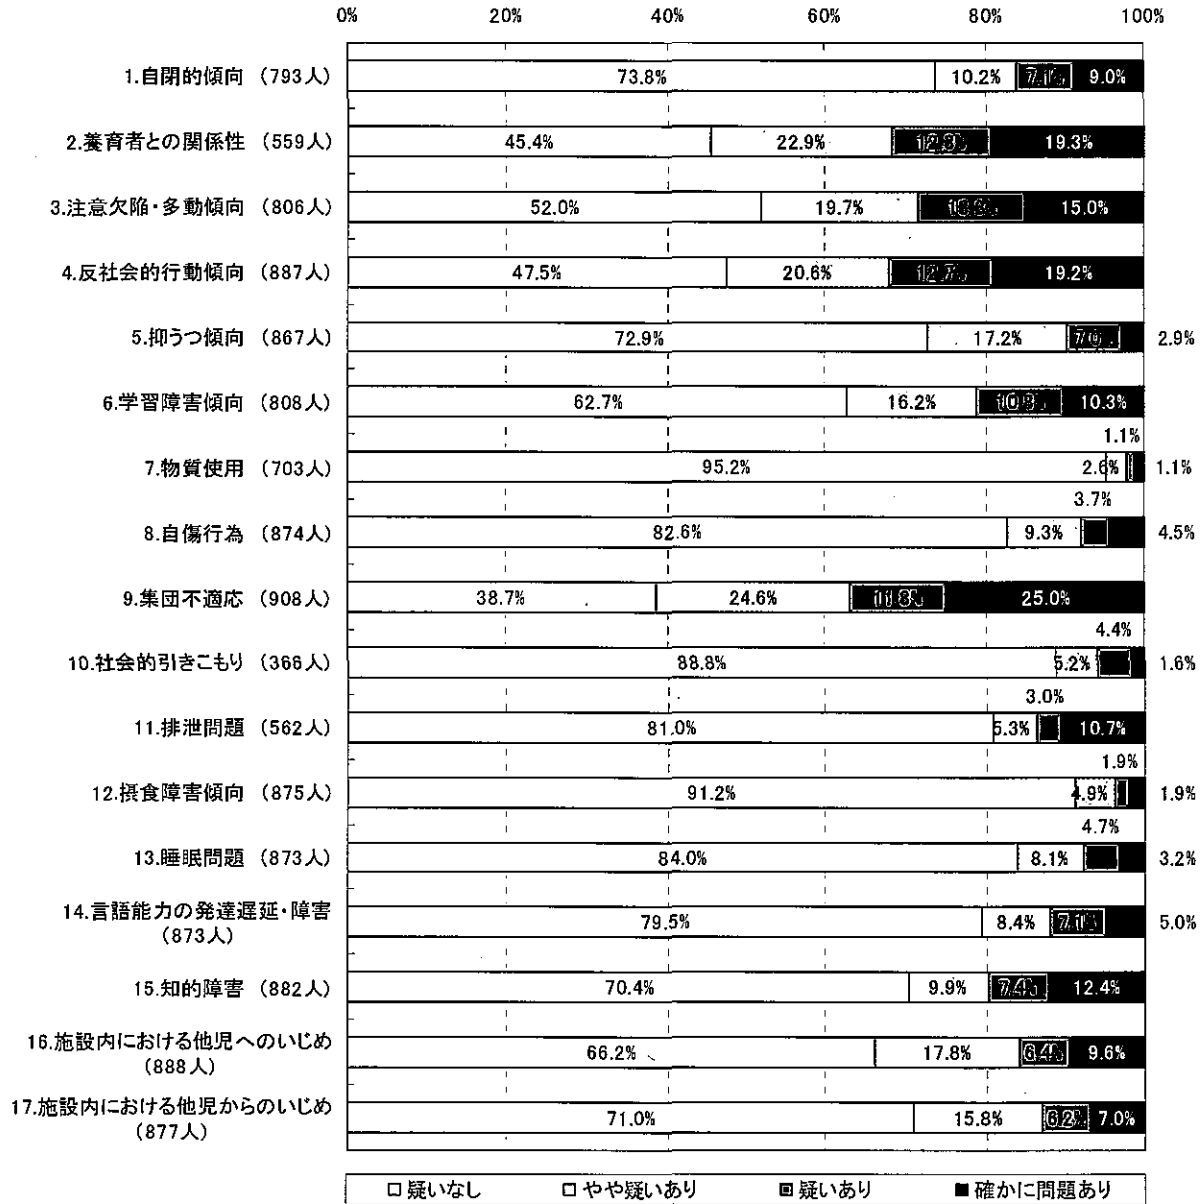 0% 20% 40% 60% 80% 100%
1.自閉的傾向 (793人) 73.8% 10.2% 7.1% 9.0%
2.養育者との関係性 (559人) 45.4% 22.9% 19.3%
3.注意欠陥・多動傾向 (806人) 52.0% 19.7% 15.0%
4.反社会的行動傾向 (887人) 47.5% 20.6% 12.7% 19.2%
5.抑うつ傾向 (867人) 72.9% 17.2% 7.0 2.9%
6.学習障害傾向 (808人) 62.7% 16.2% 10.3%
1.1%
7.物質使用 (703人) 95.2% 2.6% 1.1%
3.7%
8.自傷行為 (874人) 82.6% 9.3% 4.5%
9.集団不適応 (908人) 38.7% 24.6% 11.8% 25.0%
4.4%
10.社会的引きこもり (366人) 88.8% 5.2% 1.6%
3.0%
11.排泄問題 (562人) 81.0% 5.3% 10.7%
1.9%
12.摂食障害傾向 (875人) 91.2% 4.9% 1.9%
4.7%
13.睡眠問題 (873人) 84.0% 8.1% 3.2%
14.言語能力の発達遅延・障害
(873人) 79.5% 8.4% 7.1% 5.0%
15.知的障害 (882人) 70.4% 9.9% 7.4% 12.4%
16.施設内における他児へのいじめ
(888人) 66.2% 17.8% 6.4% 9.6%
17.施設内における他児からのいじめ
(877人) 71.0% 15.8% 6.2% 7.0%
疑いなし やや疑いあり 疑いあり 確かに問題あり